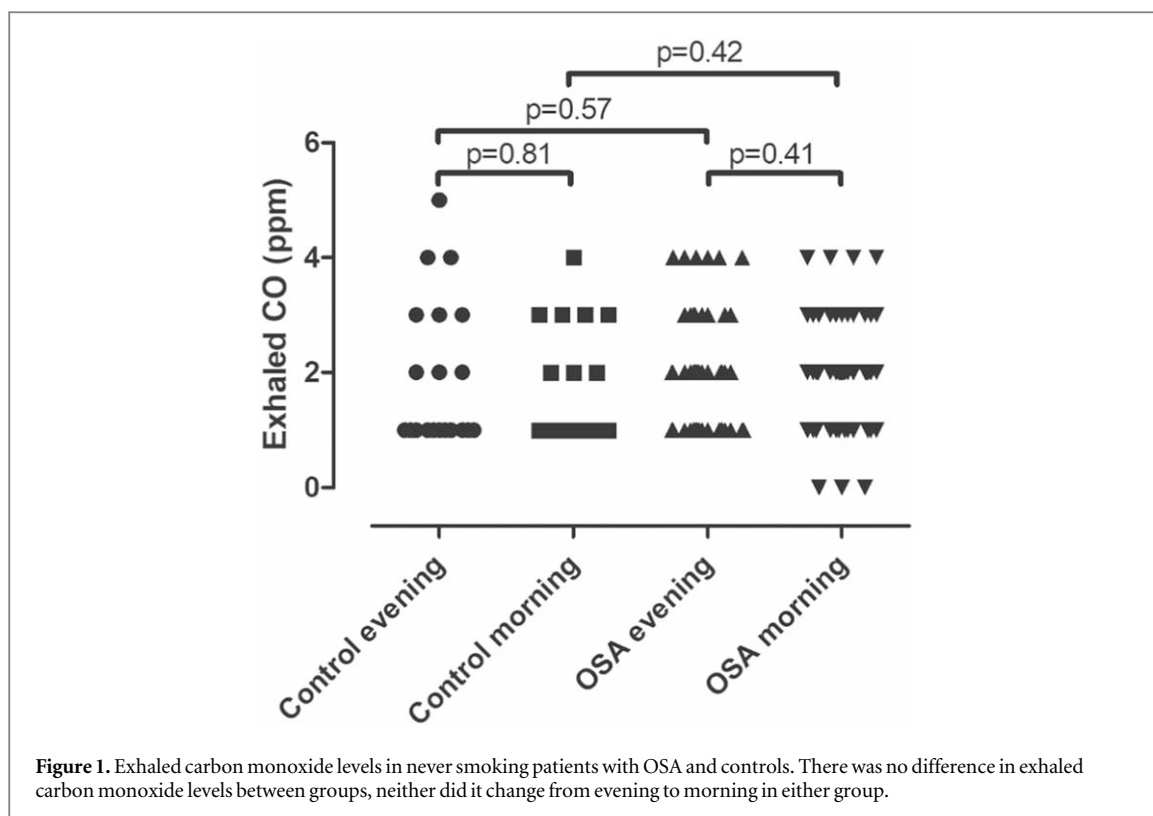 p=0.42
p=0.57
p=0.81
p=0.41
6
4
2
0
Exhaled CO (ppm)
Control evening
Control morning
OSA evening
OSA morning
Figure 1. Exhaled carbon monoxide levels in never smoking patients with OSA and controls. There was no difference in exhaled
carbon monoxide levels between groups, neither did it change from evening to morning in either group.